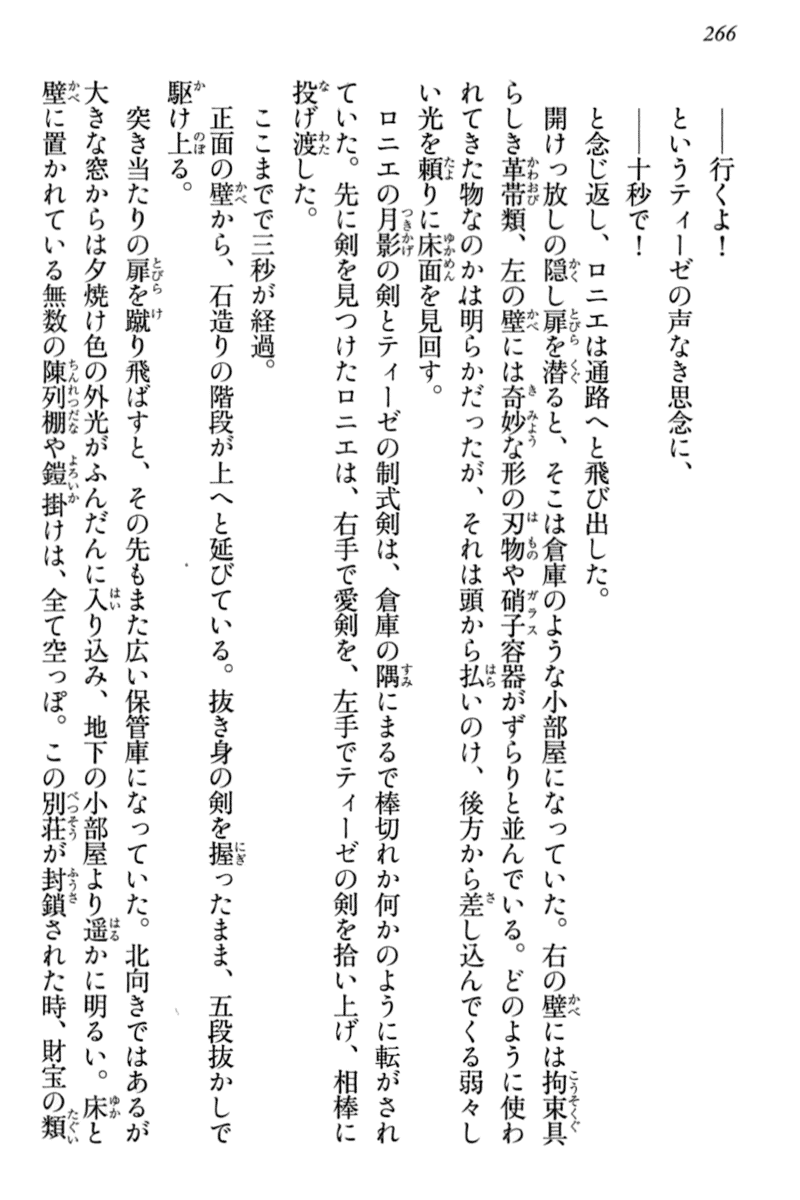 266
――行くよ！
というティーゼの声なき思念に、
――十秒で！
と念じ返し、ロニエは通路へと飛び出した。
開けっ放しの隠し扉を潜ると、そこは倉庫のような小部屋になっていた。右の壁には拘束具
らしき革帯類、左の壁には奇妙な形の刃物や硝子容器がずらりと並んでいる。どのように使わ
れてきた物なのかは明らかだったが、それは頭から払いのけ、後方から差し込んでくる弱々し
い光を頼りに床面を見回す。
ロニエの月影の剣とティーゼの制式剣は、倉庫の隅にまるで棒切れか何かのように転がされ
ていた。先に剣を見つけたロニエは、右手で愛剣を、左手でティーゼの剣を拾い上げ、相棒に
投げ渡した。
ここまでで三秒が経過。
正面の壁から、石造りの階段が上へと延びている。抜き身の剣を握ったまま、五段抜かしで
駆け上る。
突き当たりの扉を蹴り飛ばすと、その先もまた広い保管庫になっていた。北向きではあるが
大きな窓からは夕焼け色の外光がふんだんに入り込み、地下の小部屋より遥かに明るい。床と
壁に置かれている無数の陳列棚や鎧掛けは、全て空っぽ。この別荘が封鎖された時、財宝の類